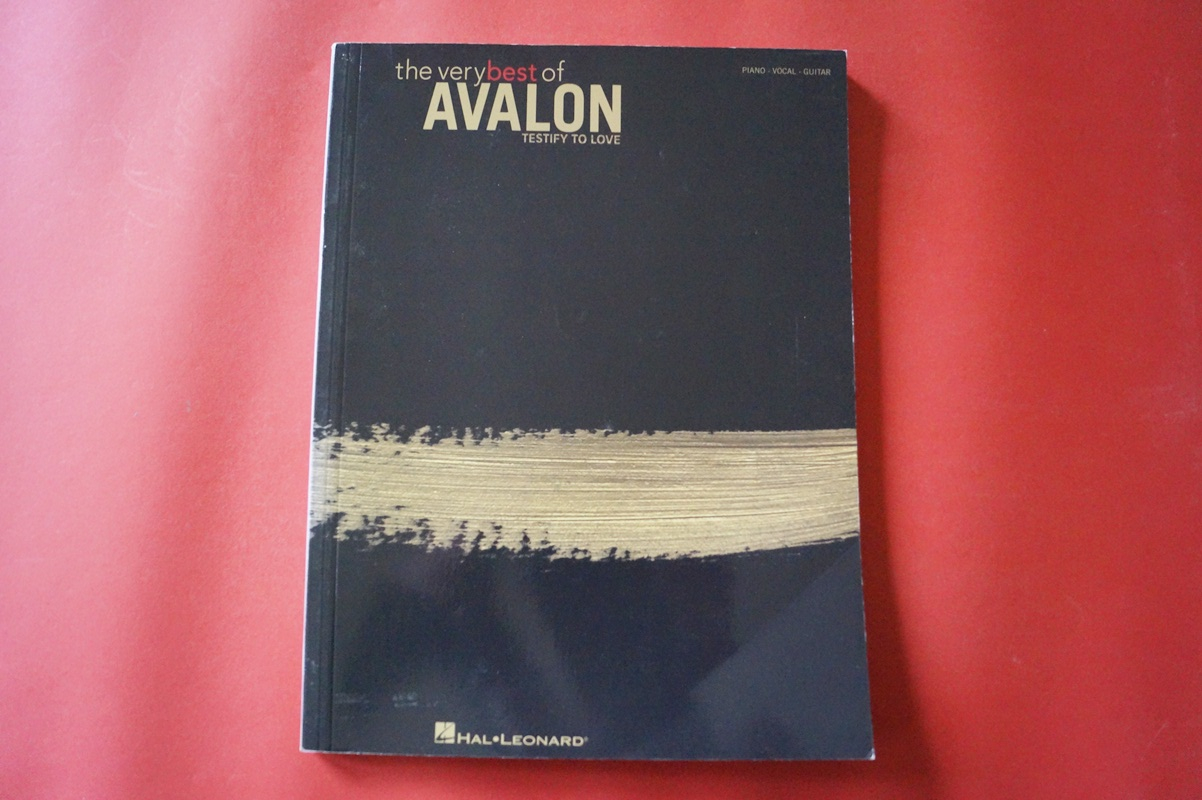 the very best of
PIANO - VOCAL - GUITAR
AVALON
TESTIFY TO LOVE
HAL•LEONARD®